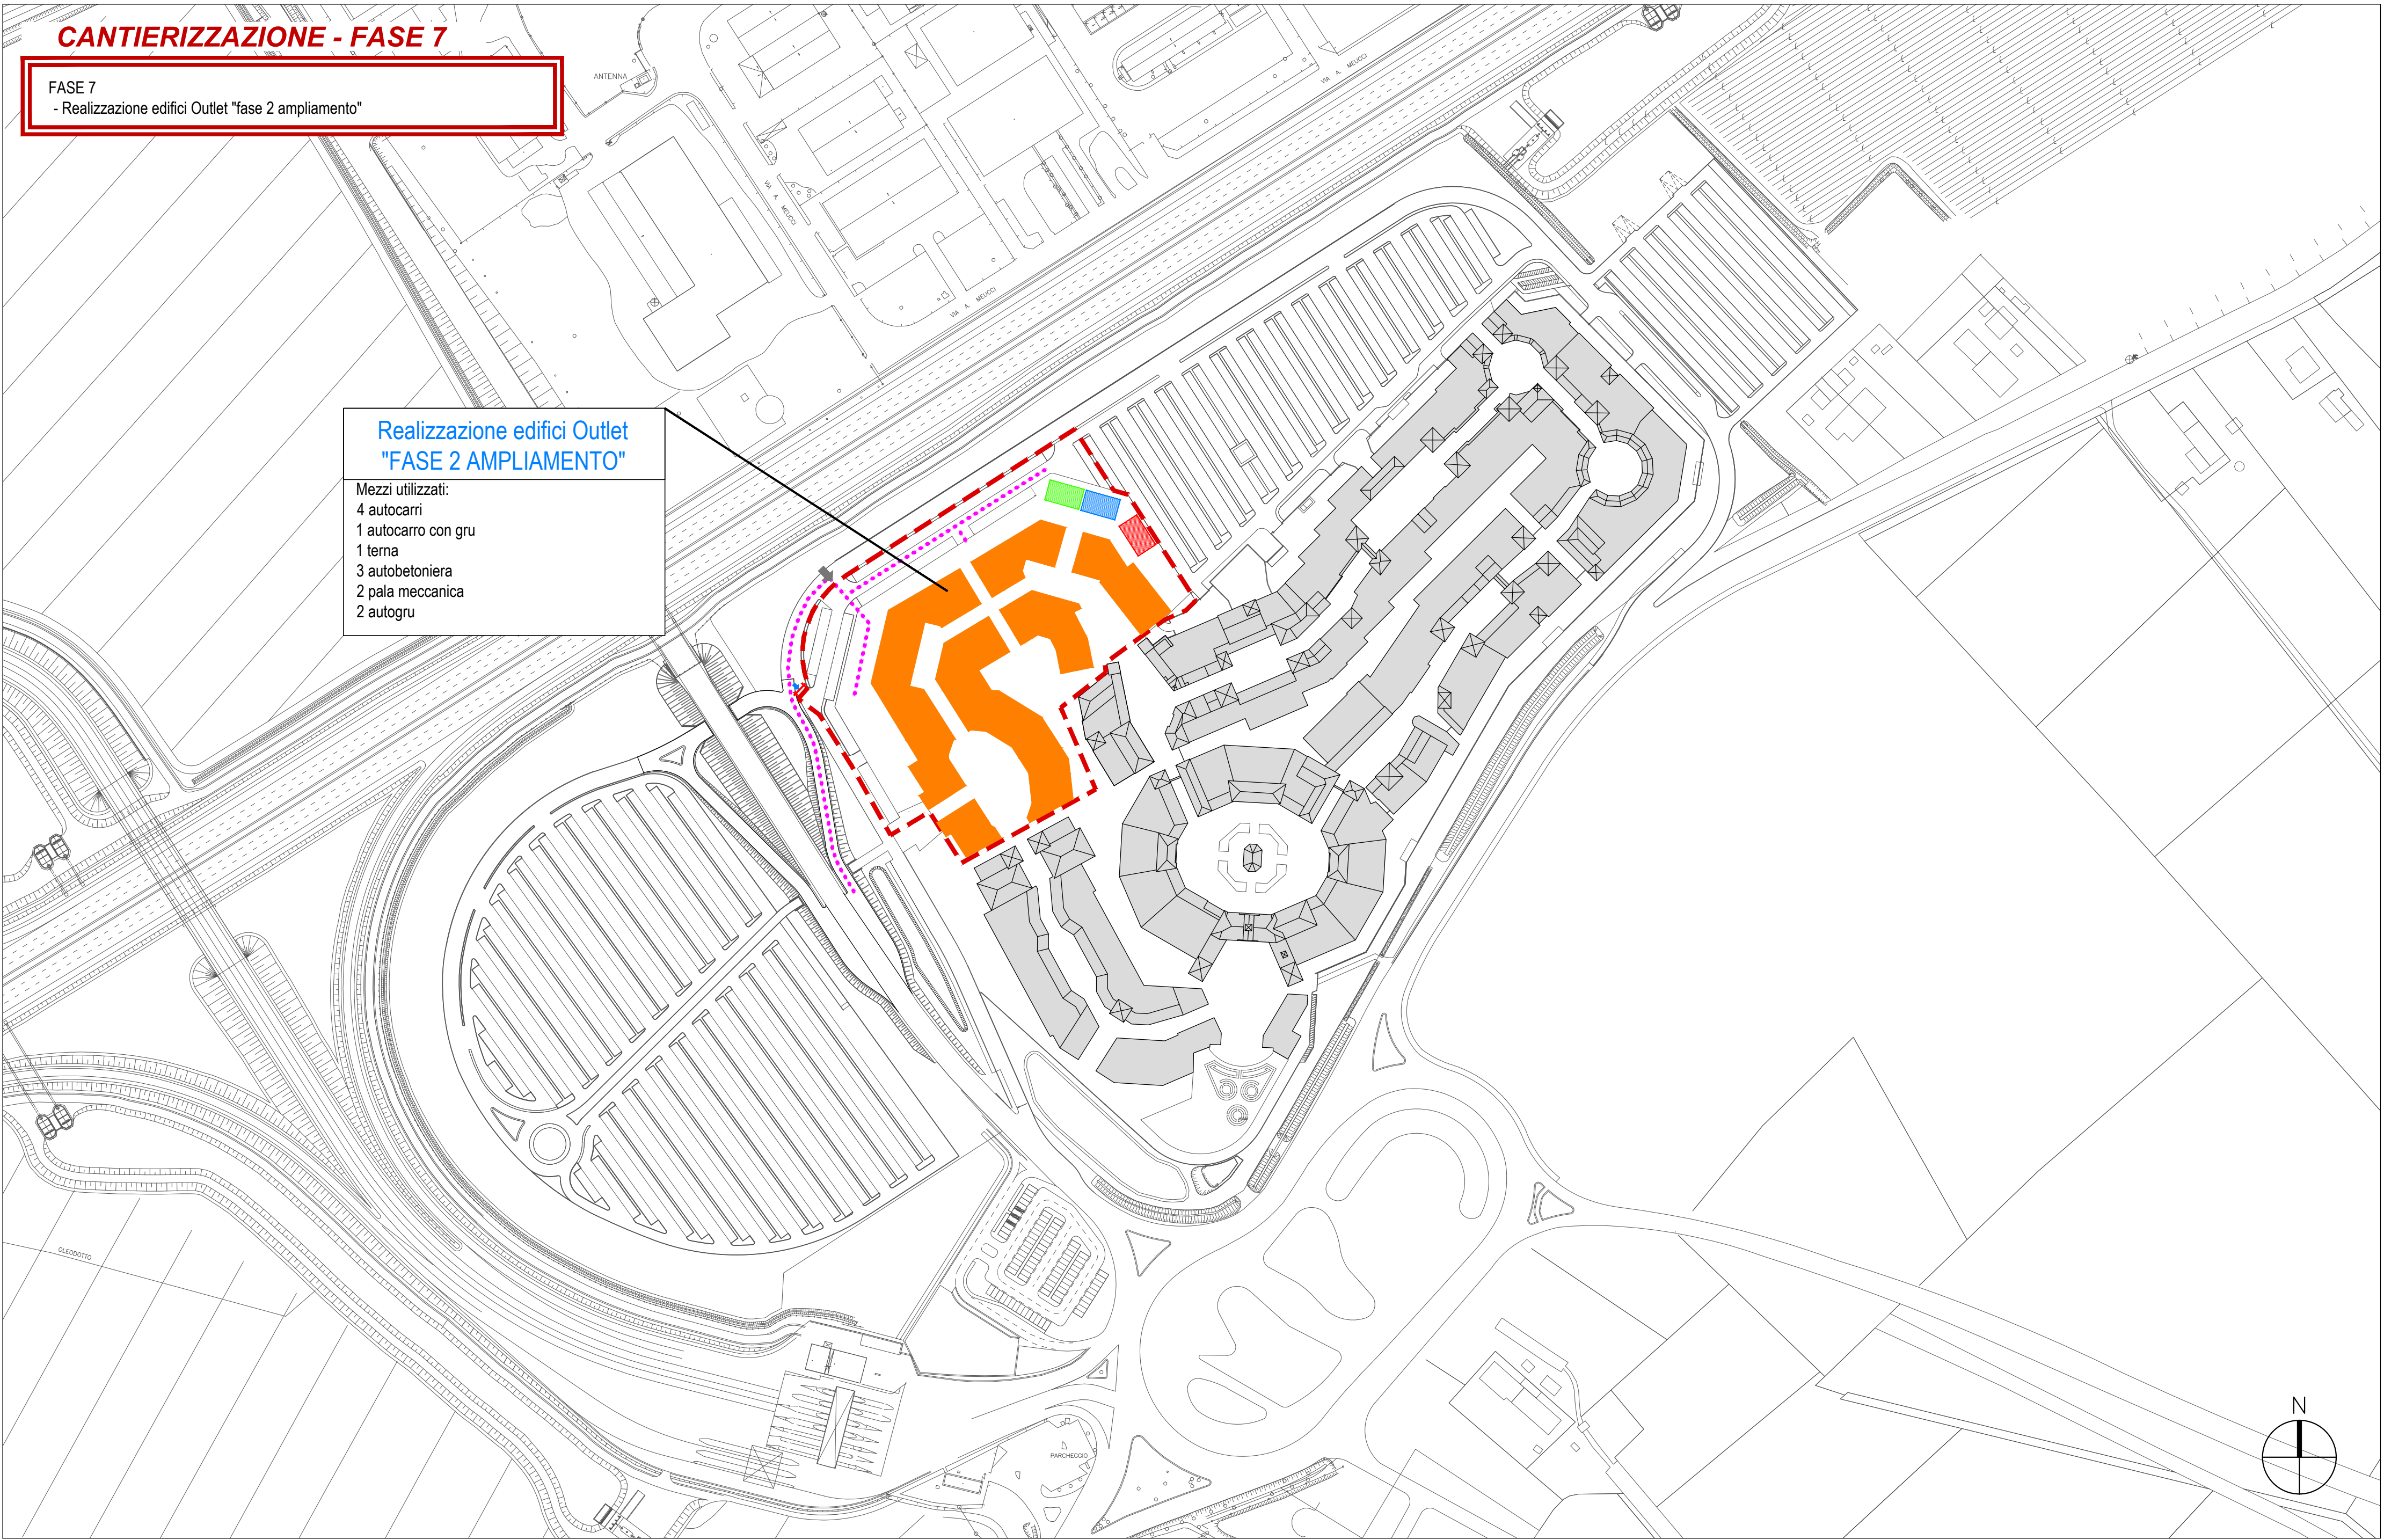 CANTIERIZZAZIONE - FASE 7
FASE 7
- Realizzazione edifici Outlet "fase 2 ampliamento"
ANTENNA
VIA A. MEUCCI
VIA A. MEUCCI
VIA A. MEUCCI
Realizzazione edifici Outlet
"FASE 2 AMPLIAMENTO"
Mezzi utilizzati:
4 autocarri
1 autocarro con gru
1 terna
3 autobetoniera
2 pala meccanica
2 autogru
OLEODOTTO
PARCHEGGIO
N